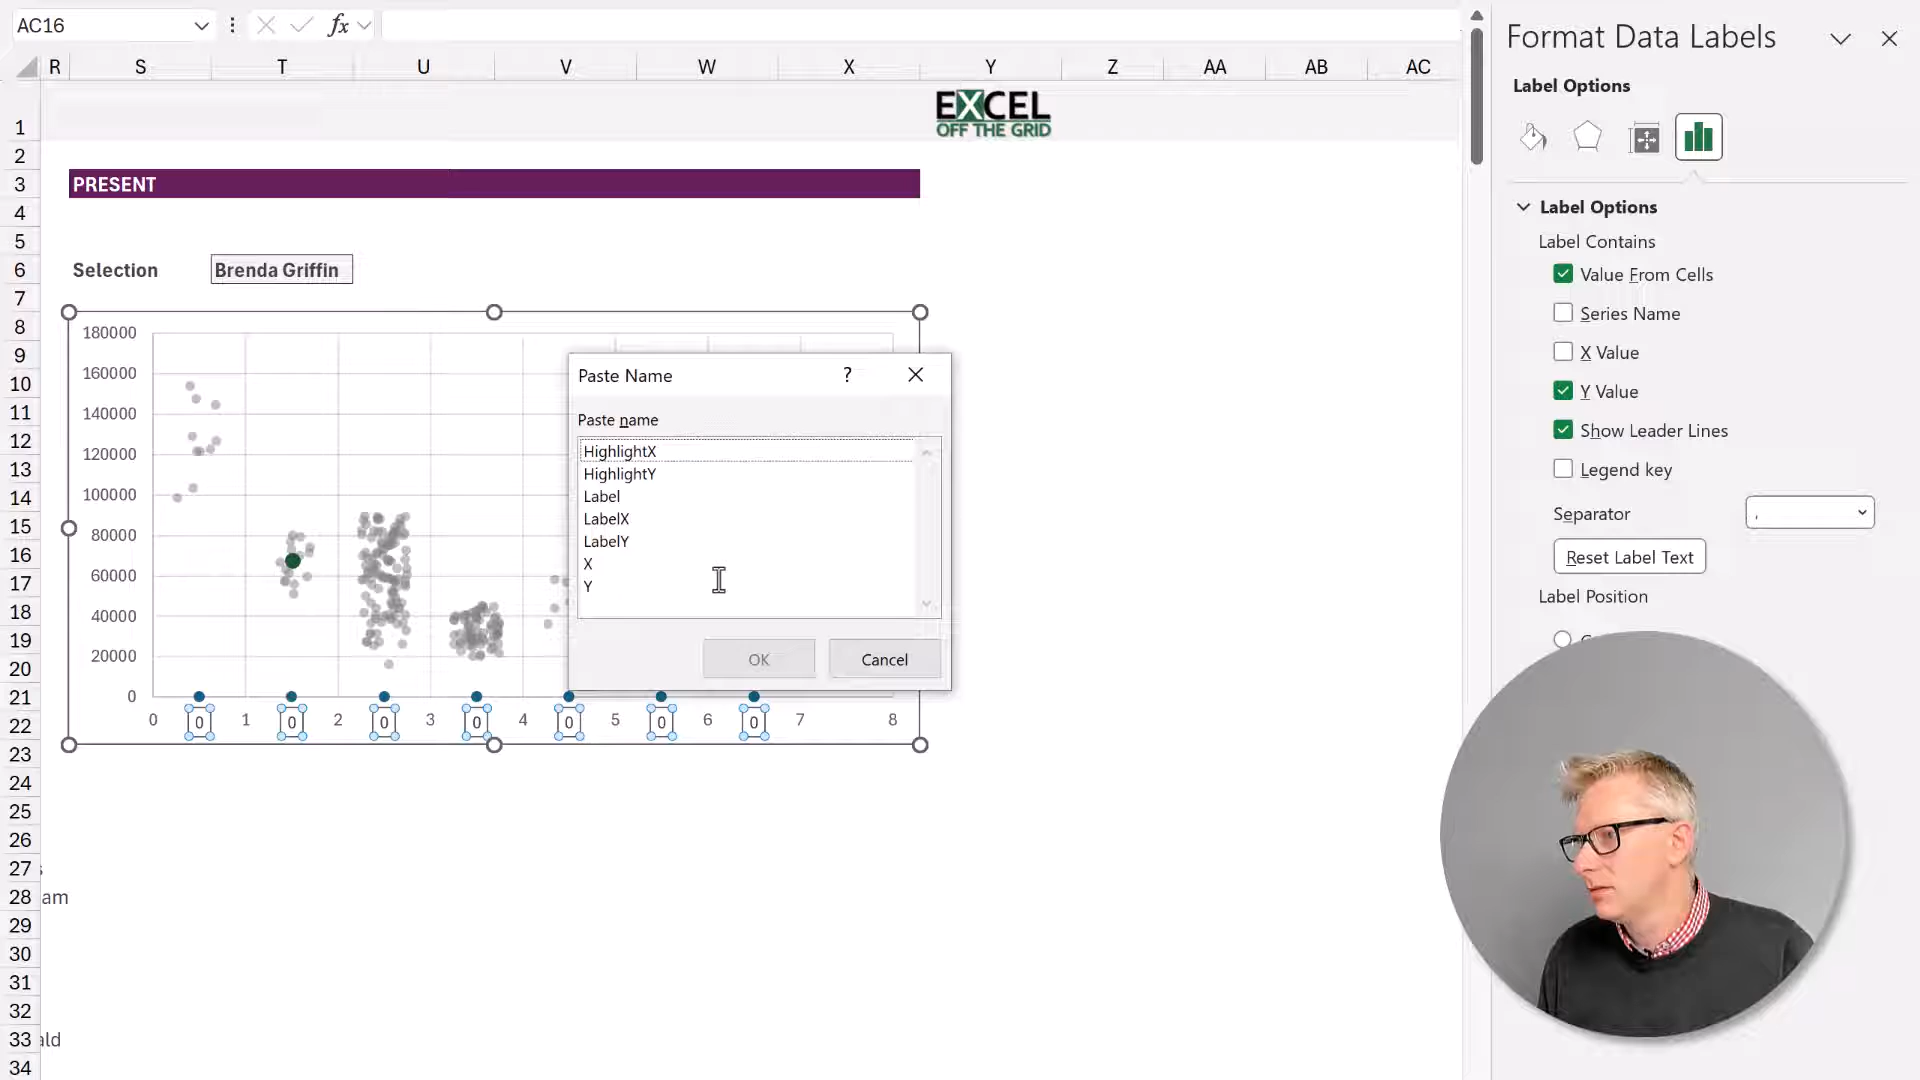 AC16
fx
R S T U V W X Y Z AA AB AC
EXCEL
OFF THE GRID
1
2
3
4
5
6
7
8
9
10
11
12
13
14
15
16
17
18
19
20
21
22
23
24
25
26
27
28
29
30
31
32
33
34
PRESENT
Selection Brenda Griffin
180000
160000
140000
120000
100000
80000
60000
40000
20000
0
0 0 1 0 2 0 3 0 4 0 5 0 6 0 7 8
am
ald
Paste Name ?
Paste name
HighlightX
HighlightY
Label
LabelX
LabelY
X
Y
OK Cancel
Format Data Labels
Label Options
Label Options
Label Contains
Value From Cells
Series Name
X Value
Y Value
Show Leader Lines
Legend key
Separator ,
Reset Label Text
Label Position